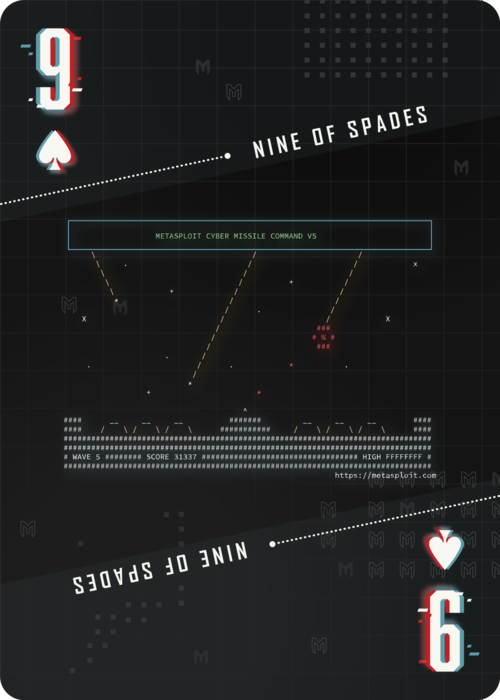 9
NINE OF SPADES
METASPLOIT CYBER MISSILE COMMAND V5
WAVE 5 ######## SCORE 31337 ################################## HIGH FFFFFFFF #
https://metasploit.com
NINE OF SPADES
9